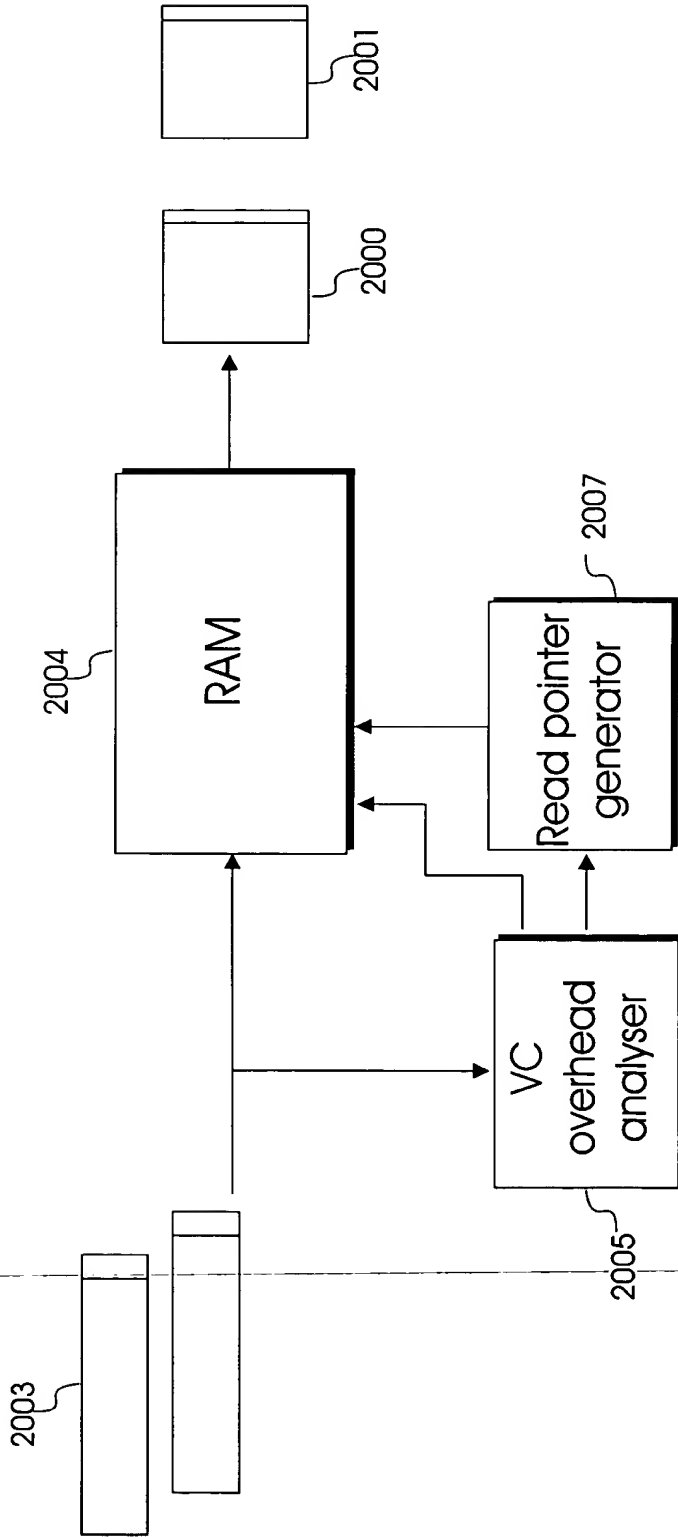 2001
2000
2004
RAM
2007
Read pointer
generator
VC
overhead
analyser
2005
2003